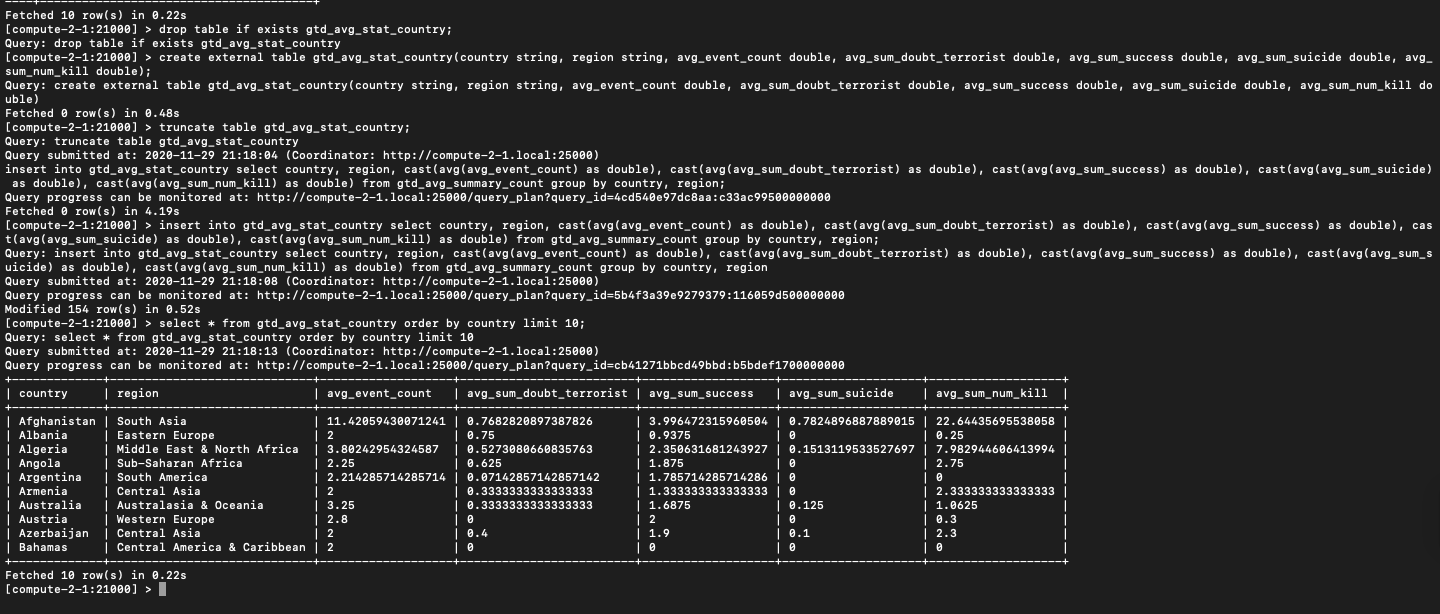 Fetched 10 row(s) in 0.22s
[compute-2-1:21000] > drop table if exists gtd_avg_stat_country;
Query: drop table if exists gtd_avg_stat_country
[compute-2-1:21000] > create external table gtd_avg_stat_country(country string, region string, avg_event_count double, avg_sum_doubt_terrorist double, avg_sum_success double, avg_sum_suicide double, avg_
sum_num_kill double);
Query: create external table gtd_avg_stat_country(country string, region string, avg_event_count double, avg_sum_doubt_terrorist double, avg_sum_success double, avg_sum_suicide double, avg_sum_num_kill do
uble)
Fetched 0 row(s) in 0.48s
[compute-2-1:21000] > truncate table gtd_avg_stat_country;
Query: truncate table gtd_avg_stat_country
Query submitted at: 2020-11-29 21:18:04 (Coordinator: http://compute-2-1.local:25000)
insert into gtd_avg_stat_country select country, region, cast(avg(avg_event_count) as double), cast(avg(avg_sum_doubt_terrorist) as double), cast(avg(avg_sum_success) as double), cast(avg(avg_sum_suicide)
 as double), cast(avg(avg_sum_num_kill) as double) from gtd_avg_summary_count group by country, region;
Query progress can be monitored at: http://compute-2-1.local:25000/query_plan?query_id=4cd540e97dc8aa:c33ac99500000000
Fetched 0 row(s) in 4.19s
[compute-2-1:21000] > insert into gtd_avg_stat_country select country, region, cast(avg(avg_event_count) as double), cast(avg(avg_sum_doubt_terrorist) as double), cast(avg(avg_sum_success) as double), cas
t(avg(avg_sum_suicide) as double), cast(avg(avg_sum_num_kill) as double) from gtd_avg_summary_count group by country, region;
Query: insert into gtd_avg_stat_country select country, region, cast(avg(avg_event_count) as double), cast(avg(avg_sum_doubt_terrorist) as double), cast(avg(avg_sum_success) as double), cast(avg(avg_sum_s
uicide) as double), cast(avg(avg_sum_num_kill) as double) from gtd_avg_summary_count group by country, region
Query submitted at: 2020-11-29 21:18:08 (Coordinator: http://compute-2-1.local:25000)
Query progress can be monitored at: http://compute-2-1.local:25000/query_plan?query_id=5b4f3a39e9279379:116059d500000000
Modified 154 row(s) in 0.52s
[compute-2-1:21000] > select * from gtd_avg_stat_country order by country limit 10;
Query: select * from gtd_avg_stat_country order by country limit 10
Query submitted at: 2020-11-29 21:18:13 (Coordinator: http://compute-2-1.local:25000)
Query progress can be monitored at: http://compute-2-1.local:25000/query_plan?query_id=cb41271bbcd49bbd:b5bdef1700000000
| country | region | avg_event_count | avg_sum_doubt_terrorist | avg_sum_success | avg_sum_suicide | avg_sum_num_kill |
| Afghanistan | South Asia | 11.42059430071241 | 0.7682820897387826 | 3.996472315960504 | 0.7824896887889015 | 22.64435695538058 |
| Albania | Eastern Europe | 2 | 0.75 | 0.9375 | 0 | 0.25 |
| Algeria | Middle East & North Africa | 3.80242954324587 | 0.5273080660835763 | 2.350631681243927 | 0.1513119533527697 | 7.982944606413994 |
| Angola | Sub-Saharan Africa | 2.25 | 0.625 | 1.875 | 0 | 2.75 |
| Argentina | South America | 2.214285714285714 | 0.07142857142857142 | 1.785714285714286 | 0 | 0 |
| Armenia | Central Asia | 2 | 0.3333333333333333 | 1.333333333333333 | 0 | 2.333333333333333 |
| Australia | Australasia & Oceania | 3.25 | 0.3333333333333333 | 1.6875 | 0.125 | 1.0625 |
| Austria | Western Europe | 2.8 | 0 | 2 | 0 | 0.3 |
| Azerbaijan | Central Asia | 2 | 0.4 | 1.9 | 0.1 | 2.3 |
| Bahamas | Central America & Caribbean | 2 | 0 | 0 | 0 | 0 |
Fetched 10 row(s) in 0.22s
[compute-2-1:21000] >